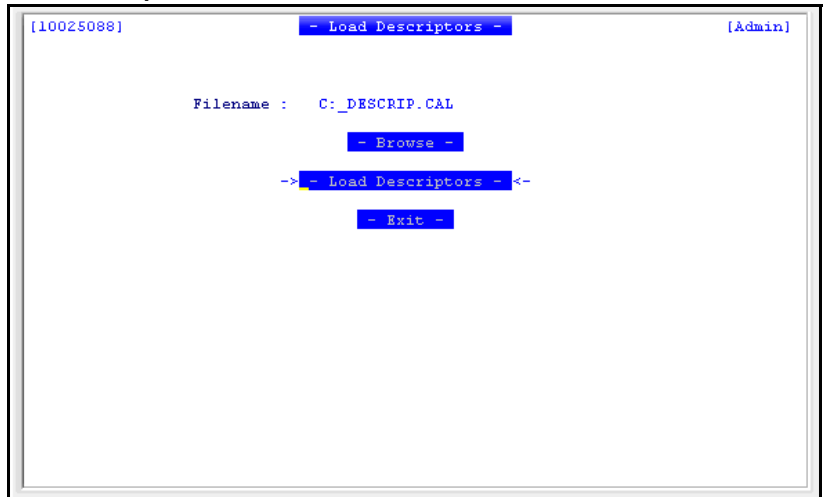 [10025088] - Load Descriptors - [Admin]
Filename : C:_DESCRIP.CAL
- Browse -
->_- Load Descriptors - <-
- Exit -